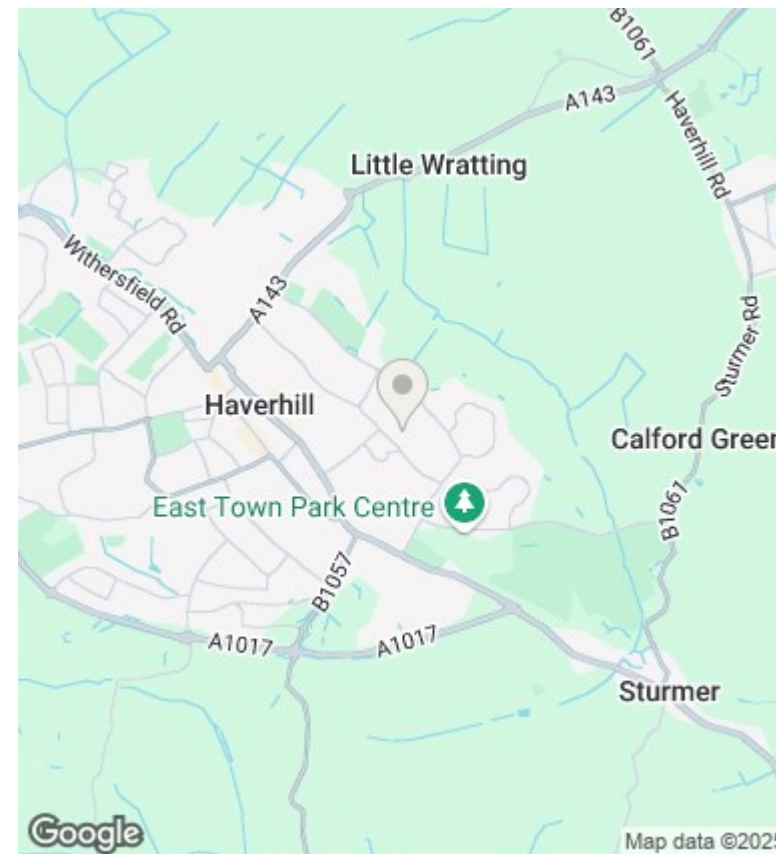 B1061
A143
Haverhill Rd
Little Wratting
Withersfield Rd
A143
Sturmer Rd
Haverhill
Calford Green
East Town Park Centre
B1061
B1057
A1017
A1017
Sturmer
Google
Map data ©2025